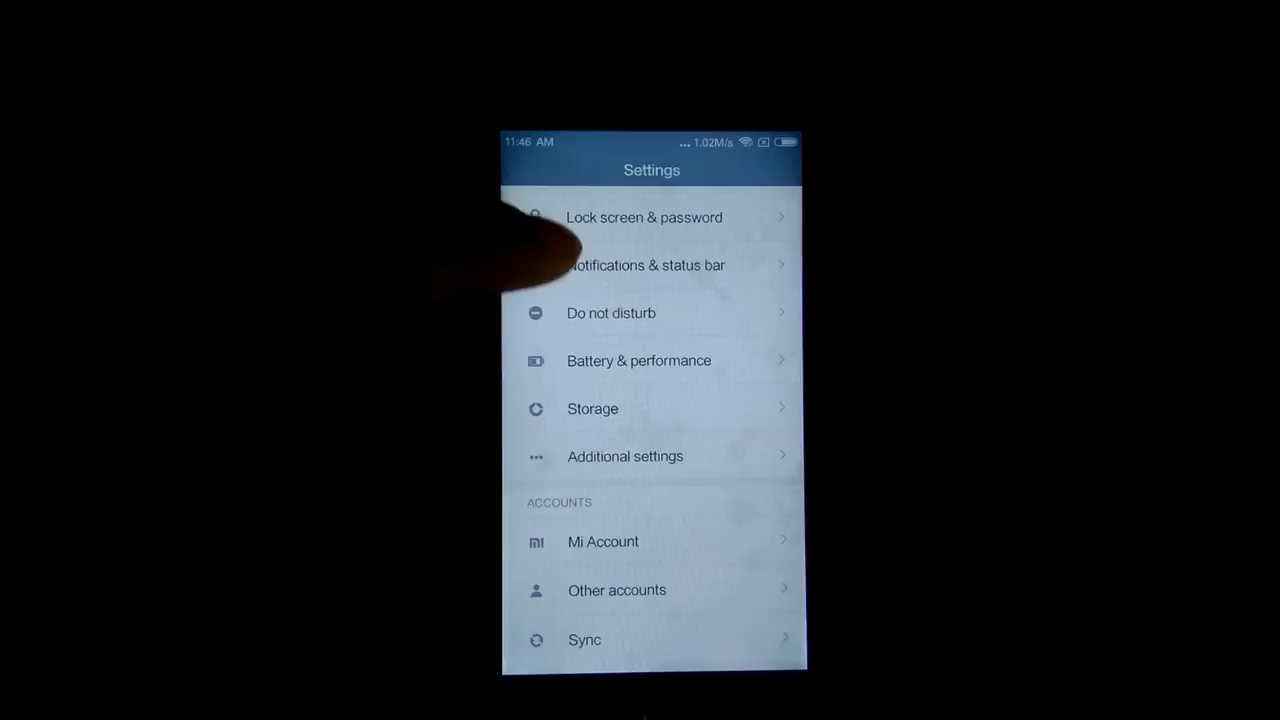 11:46 AM ... 1.02M/s
Settings
Lock screen & password
Notifications & status bar
Do not disturb
Battery & performance
Storage
Additional settings
ACCOUNTS
Mi Account
Other accounts
Sync